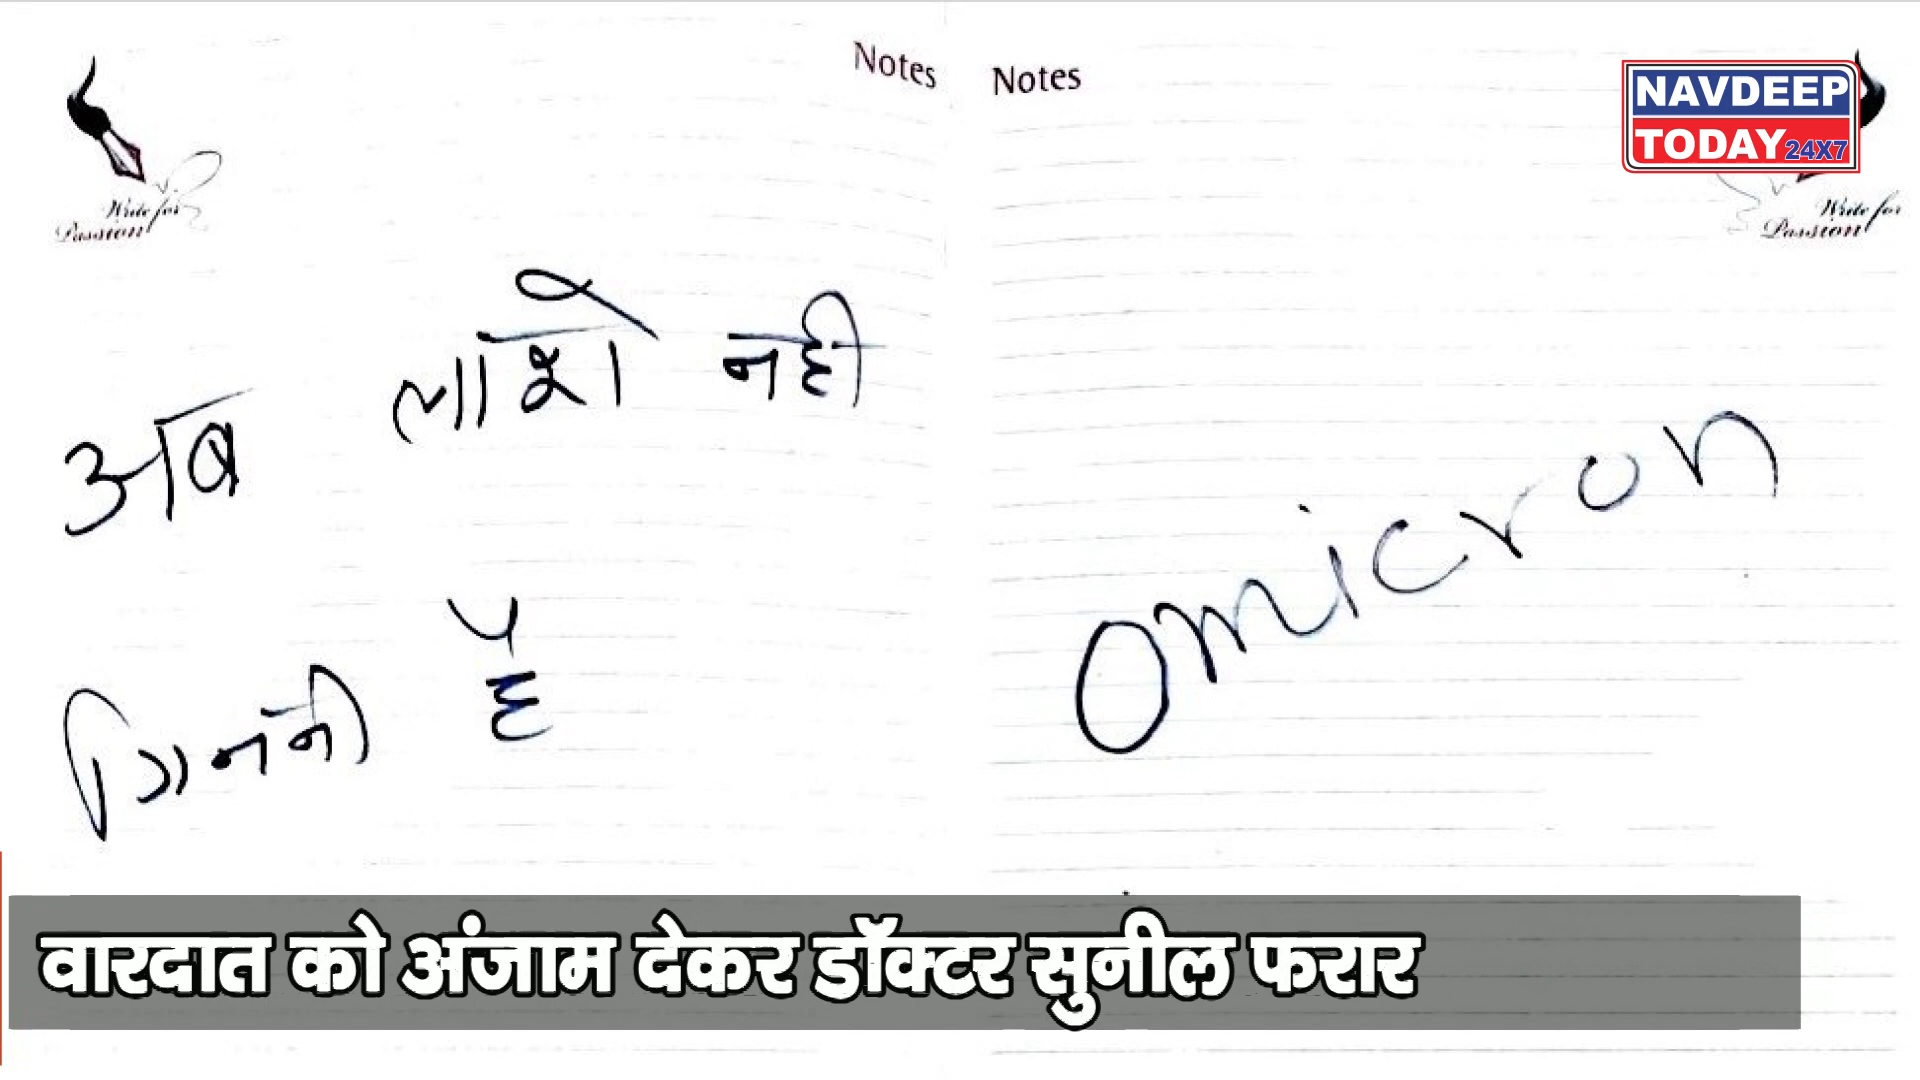 Notes
Write for
Passion
अब लाशे नही
गिननी है
Notes
NAVDEEP
TODAY 24X7
Write for
Passion
omicron
वारदात को अंजाम देकर डॉक्टर सुनील फरार